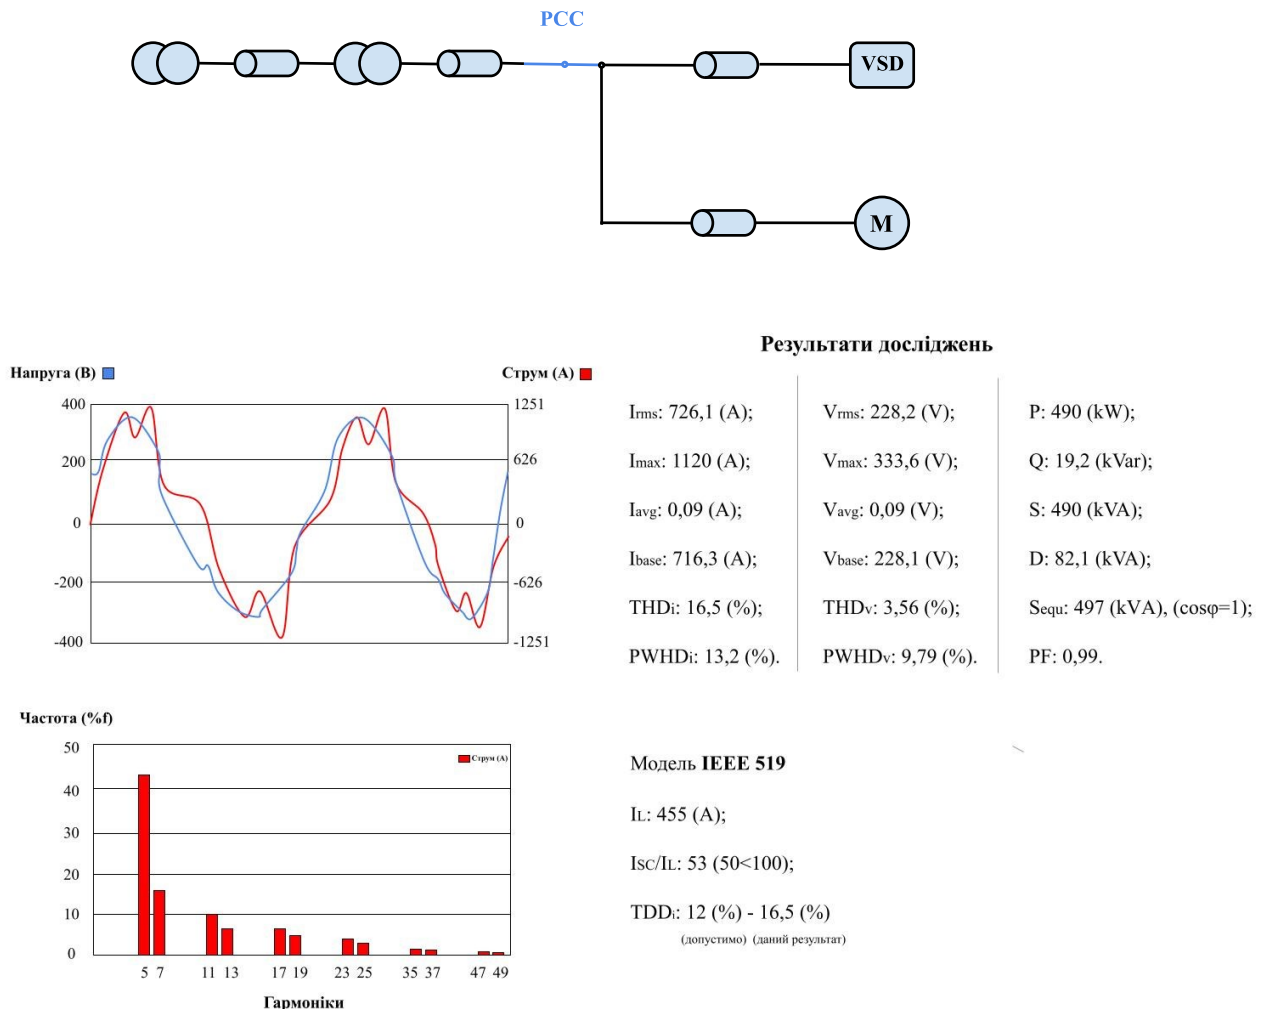 PCC
VSD
M
Результати досліджень
Напруга (В)
Струм (А)
400
200
0
-200
-400
1251
626
0
-626
-1251
Irms: 726,1 (A);
Imax: 1120 (A);
Iavg: 0,09 (A);
Ibase: 716,3 (A);
THDi: 16,5 (%);
PWHDi: 13,2 (%).
Vrms: 228,2 (V);
Vmax: 333,6 (V);
Vavg: 0,09 (V);
Vbase: 228,1 (V);
THDv: 3,56 (%);
PWHDv: 9,79 (%).
P: 490 (kW);
Q: 19,2 (kVar);
S: 490 (kVA);
D: 82,1 (kVA);
Sequ: 497 (kVA), (cosφ=1);
PF: 0,99.
Частота (%f)
50
40
30
20
10
0
Струм (А)
5 7 11 13 17 19 23 25 35 37 47 49
Гармоніки
Модель IEEE 519
IL: 455 (A);
ISC/IL: 53 (50<100);
TDDi: 12 (%) - 16,5 (%)
(допустимо) (даний результат)